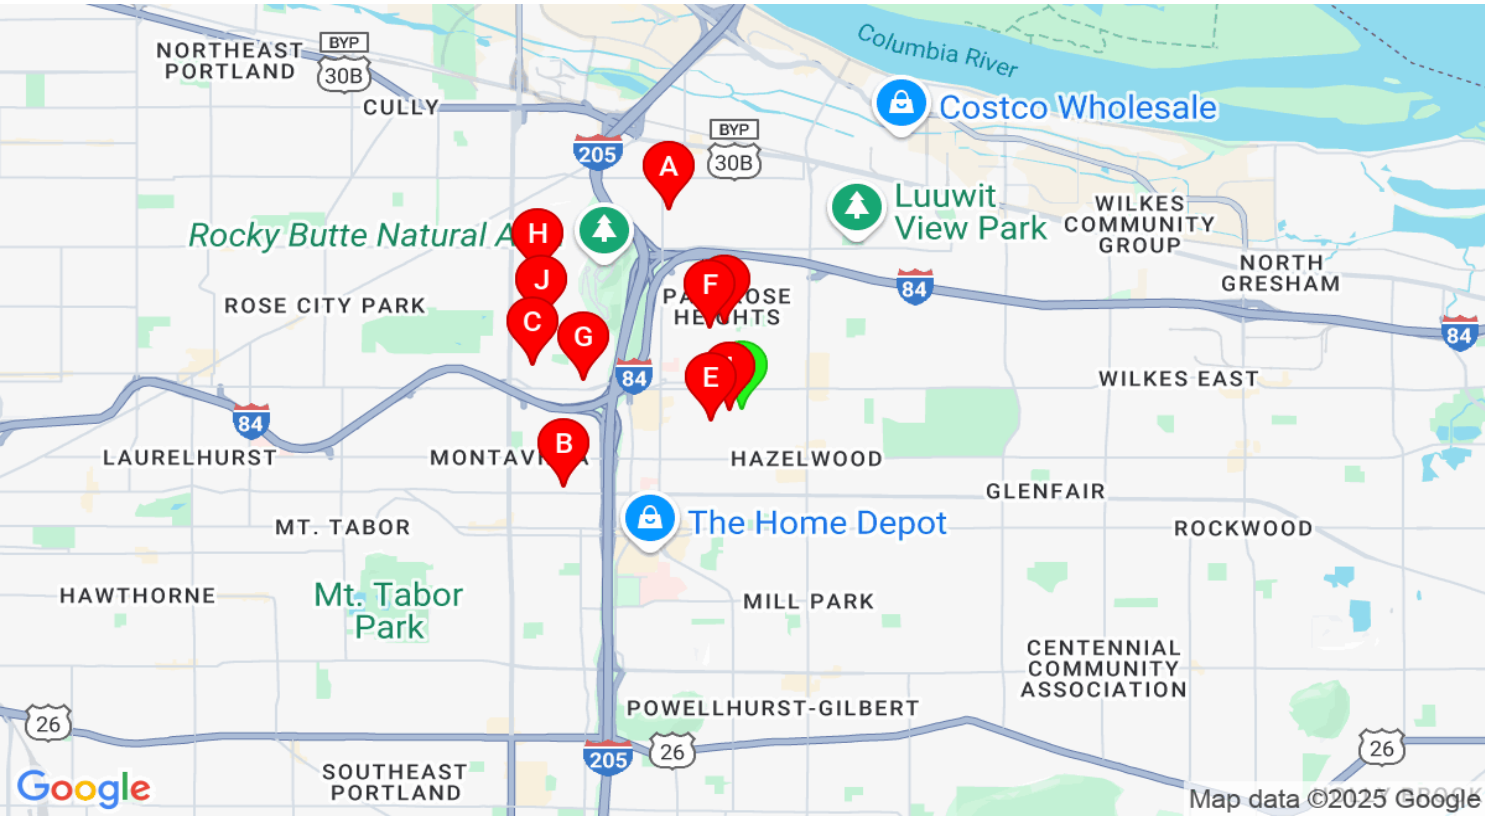 NORTHEAST
PORTLAND
BYP
30B
CULLY
205
A
BYP
30B
Columbia River
Costco Wholesale
Luuwit
View Park
WILKES
COMMUNITY
GROUP
Rocky Butte Natural A
H
J
ROSE CITY PARK
C
G
F
ROSE
HEIGHTS
84
NORTH
GRESHAM
84
84
E
WILKES EAST
84
LAURELHURST
B
HAZELWOOD
GLENFAIR
MT. TABOR
The Home Depot
ROCKWOOD
HAWTHORNE
Mt. Tabor
Park
MILL PARK
CENTENNIAL
COMMUNITY
ASSOCIATION
26
POWELLHURST-GILBERT
26
205
26
SOUTHEAST
PORTLAND
Google
Map data ©2025 Google